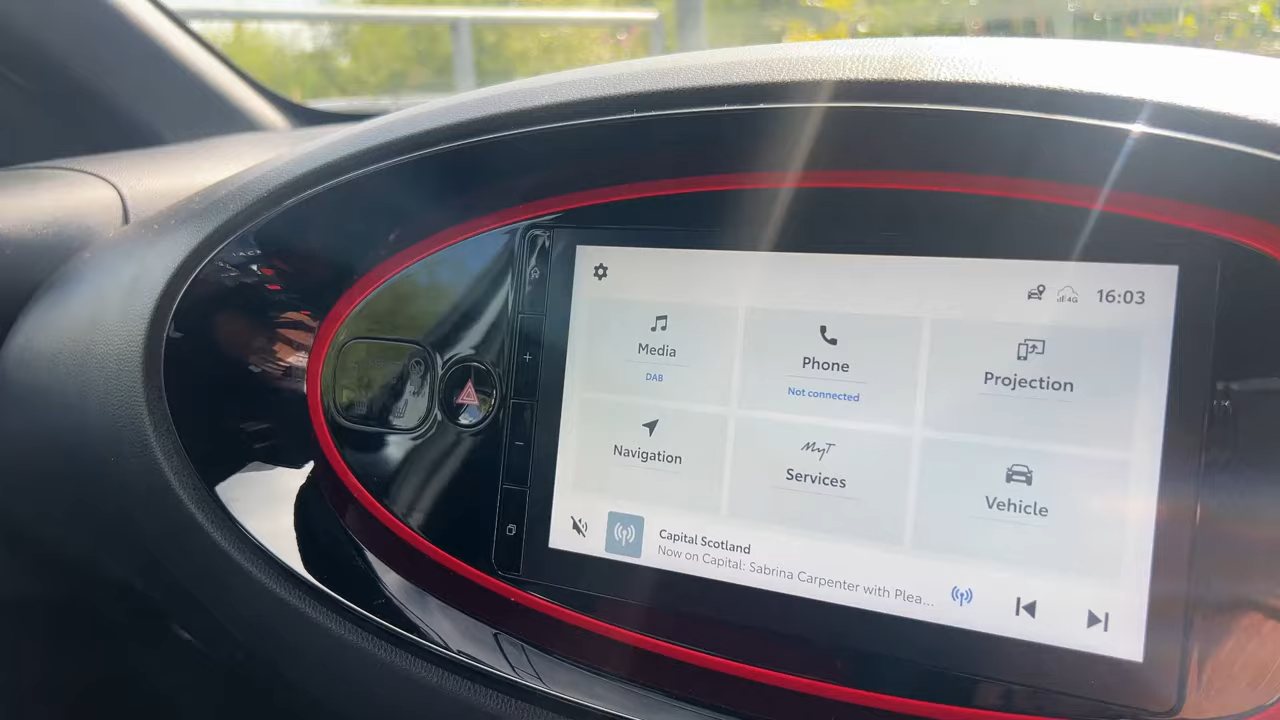 16:03
4G
Media
DAB
Phone
Not connected
Projection
Navigation
MyT
Services
Vehicle
Capital Scotland
Now on Capital: Sabrina Carpenter with Plea...